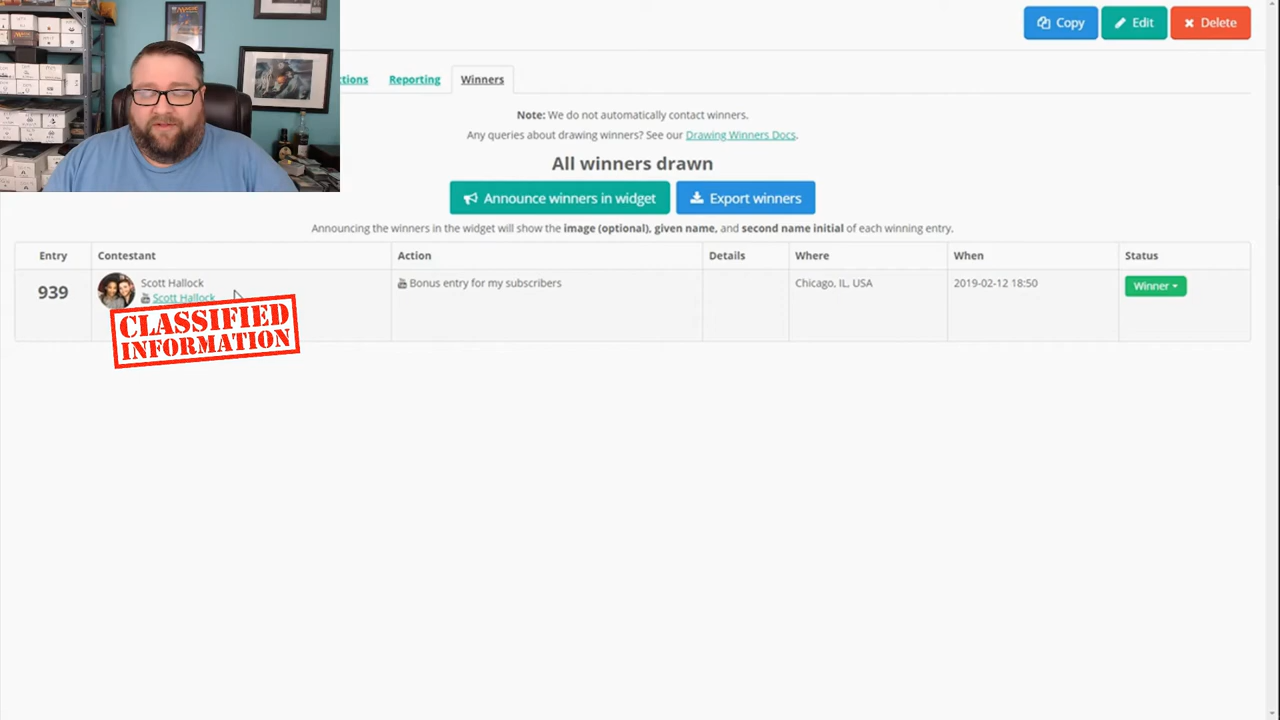 Copy
Edit
Delete
ctions
Reporting
Winners
Note: We do not automatically contact winners.
Any queries about drawing winners? See our Drawing Winners Docs.
All winners drawn
Announce winners in widget
Export winners
Announcing the winners in the widget will show the image (optional), given name, and second name initial of each winning entry.
Entry Contestant Action Details Where When Status
939 Scott Hallock Bonus entry for my subscribers Chicago, IL, USA 2019-02-12 18:50 Winner
Scott Hallock
CLASSIFIED
INFORMATION